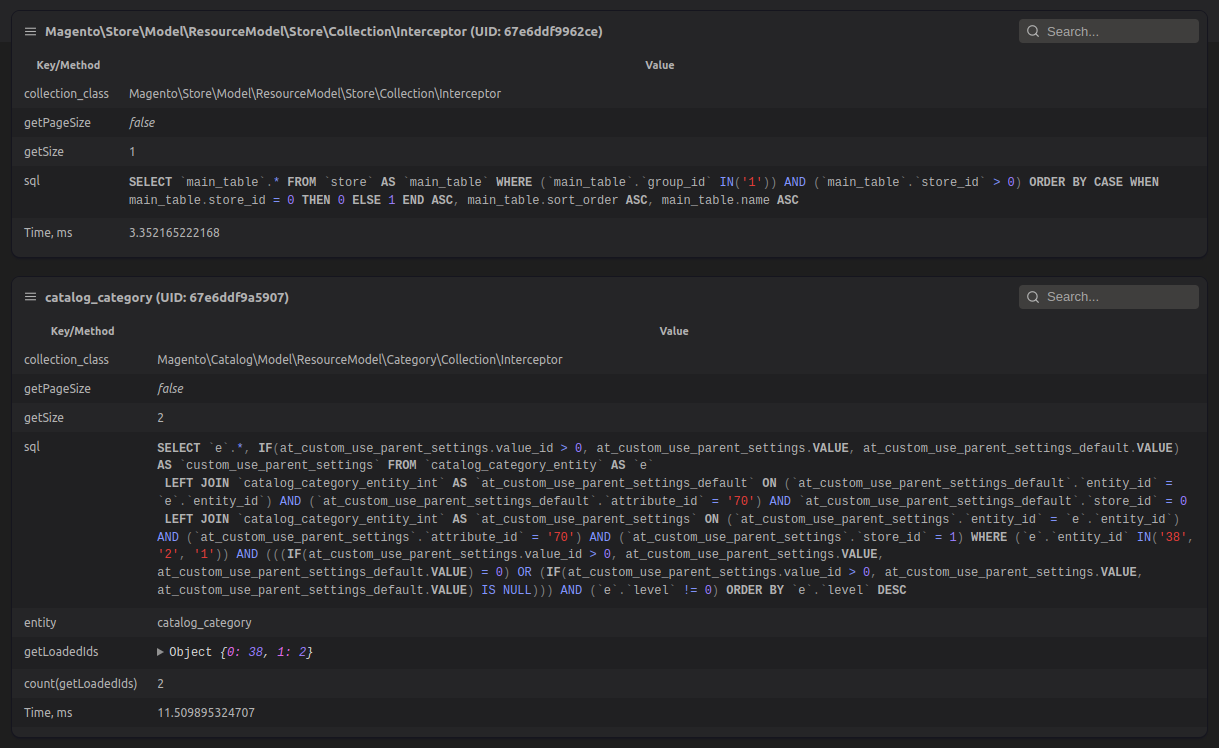 Magento\Store\Model\ResourceModel\Store\Collection\Interceptor (UID: 67e6ddf9962ce)
Search...
Key/Method Value
collection_class Magento\Store\Model\ResourceModel\Store\Collection\Interceptor
getPageSize false
getSize 1
sql SELECT `main_table`.* FROM `store` AS `main_table` WHERE (`main_table`.`group_id` IN('1')) AND (`main_table`.`store_id` > 0) ORDER BY CASE WHEN
main_table.store_id = 0 THEN 0 ELSE 1 END ASC, main_table.sort_order ASC, main_table.name ASC
Time, ms 3.352165222168
catalog_category (UID: 67e6ddf9a5907)
Search...
Key/Method Value
collection_class Magento\Catalog\Model\ResourceModel\Category\Collection\Interceptor
getPageSize false
getSize 2
sql SELECT `e`.*, IF(at_custom_use_parent_settings.value_id > 0, at_custom_use_parent_settings.VALUE, at_custom_use_parent_settings_default.VALUE)
AS `custom_use_parent_settings` FROM `catalog_category_entity` AS `e`
LEFT JOIN `catalog_category_entity_int` AS `at_custom_use_parent_settings_default` ON (`at_custom_use_parent_settings_default`.`entity_id` =
`e`.`entity_id`) AND (`at_custom_use_parent_settings_default`.`attribute_id` = '70') AND `at_custom_use_parent_settings_default`.`store_id` = 0
LEFT JOIN `catalog_category_entity_int` AS `at_custom_use_parent_settings` ON (`at_custom_use_parent_settings`.`entity_id` = `e`.`entity_id`)
AND (`at_custom_use_parent_settings`.`attribute_id` = '70') AND (`at_custom_use_parent_settings`.`store_id` = 1) WHERE (`e`.`entity_id` IN('38',
'2', '1')) AND (((IF(at_custom_use_parent_settings.value_id > 0, at_custom_use_parent_settings.VALUE,
at_custom_use_parent_settings_default.VALUE) = 0) OR (IF(at_custom_use_parent_settings.value_id > 0, at_custom_use_parent_settings.VALUE,
at_custom_use_parent_settings_default.VALUE) IS NULL))) AND (`e`.`level` != 0) ORDER BY `e`.`level` DESC
entity catalog_category
getLoadedIds ▶ Object {0: 38, 1: 2}
count(getLoadedIds) 2
Time, ms 11.509895324707